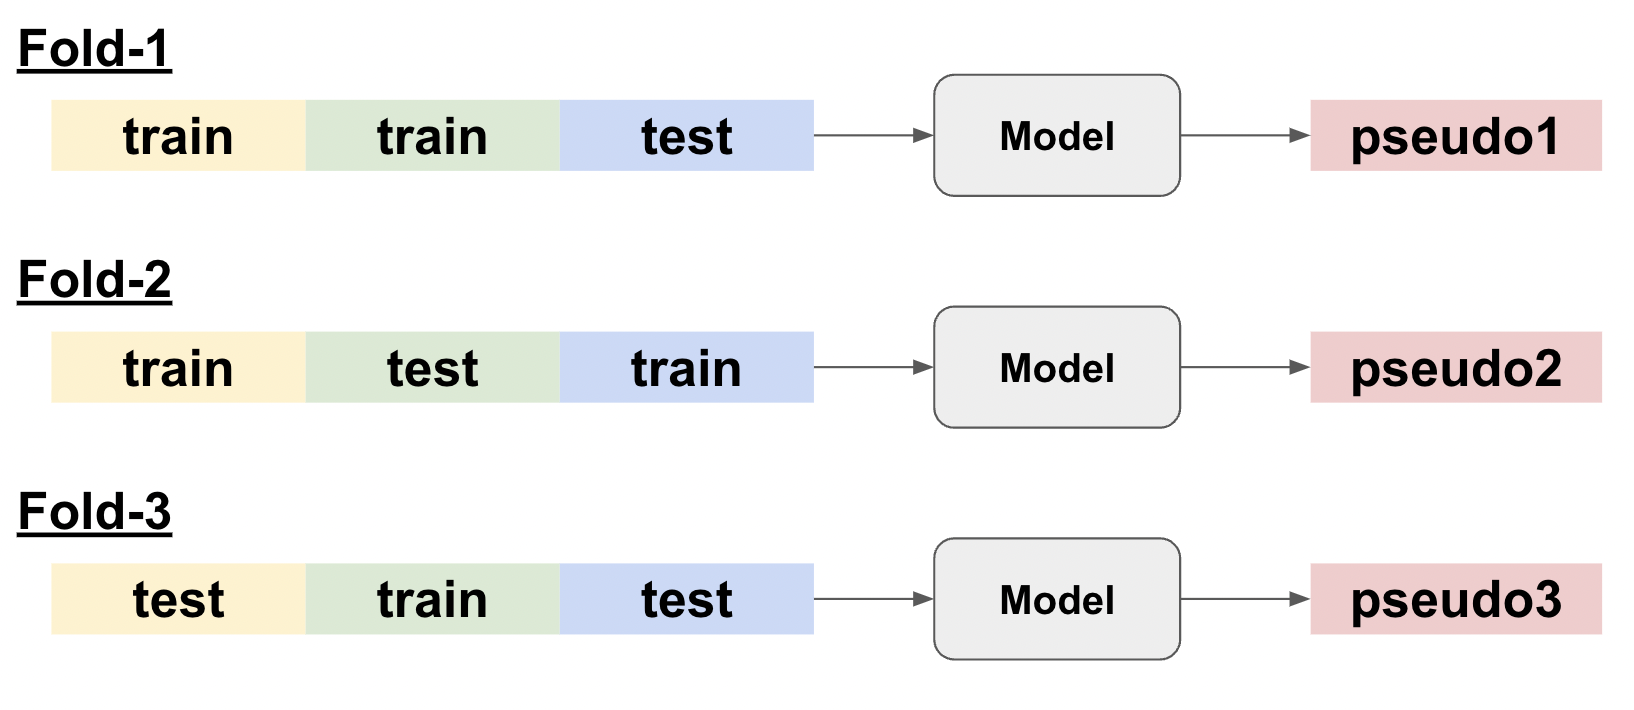 Fold-1
train train test Model pseudo1
Fold-2
train test train Model pseudo2
Fold-3
test train test Model pseudo3